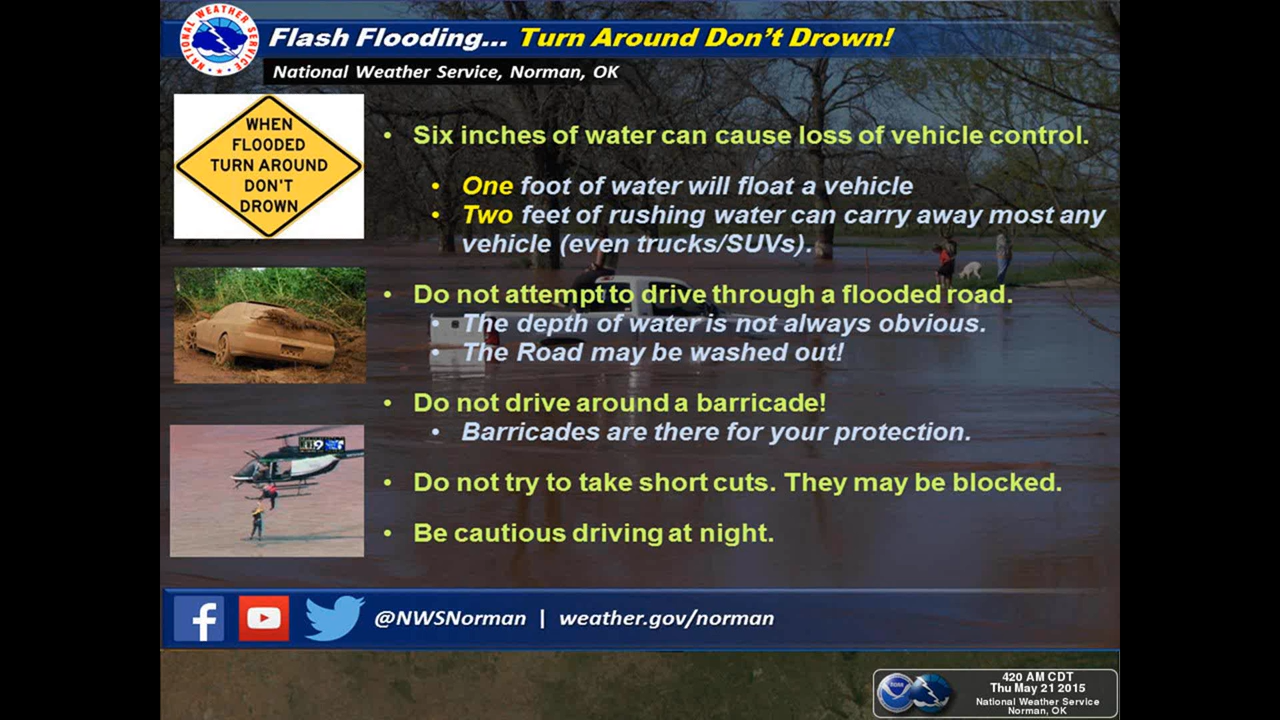 NATIONAL WEATHER SERVICE
Flash Flooding... Turn Around Don't Drown!
National Weather Service, Norman, OK
WHEN
FLOODED
TURN AROUND
DON'T
DROWN
• Six inches of water can cause loss of vehicle control.
• One foot of water will float a vehicle
• Two feet of rushing water can carry away most any
vehicle (even trucks/SUVs).
• Do not attempt to drive through a flooded road.
• The depth of water is not always obvious.
• The Road may be washed out!
• Do not drive around a barricade!
• Barricades are there for your protection.
• Do not try to take short cuts. They may be blocked.
• Be cautious driving at night.
@NWSNorman | weather.gov/norman
420 AM CDT
Thu May 21 2015
National Weather Service
Norman, OK